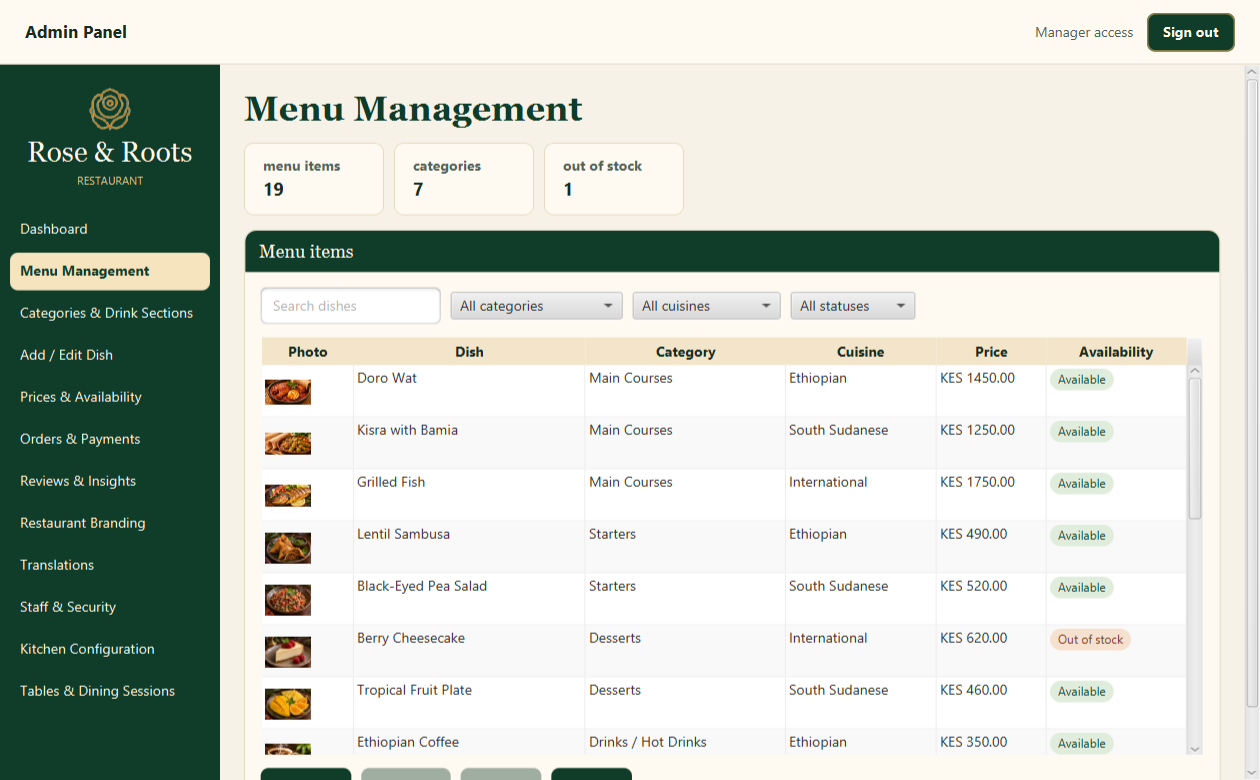 Admin Panel
Manager access
Sign out
Rose & Roots
RESTAURANT
Dashboard
Menu Management
Categories & Drink Sections
Add / Edit Dish
Prices & Availability
Orders & Payments
Reviews & Insights
Restaurant Branding
Translations
Staff & Security
Kitchen Configuration
Tables & Dining Sessions
Menu Management
menu items
19
categories
7
out of stock
1
Menu items
Search dishes
All categories
All cuisines
All statuses
Photo Dish Category Cuisine Price Availability
Doro Wat Main Courses Ethiopian KES 1450.00 Available
Kisra with Bamia Main Courses South Sudanese KES 1250.00 Available
Grilled Fish Main Courses International KES 1750.00 Available
Lentil Sambusa Starters Ethiopian KES 490.00 Available
Black-Eyed Pea Salad Starters South Sudanese KES 520.00 Available
Berry Cheesecake Desserts International KES 620.00 Out of stock
Tropical Fruit Plate Desserts South Sudanese KES 460.00 Available
Ethiopian Coffee Drinks / Hot Drinks Ethiopian KES 350.00 Available